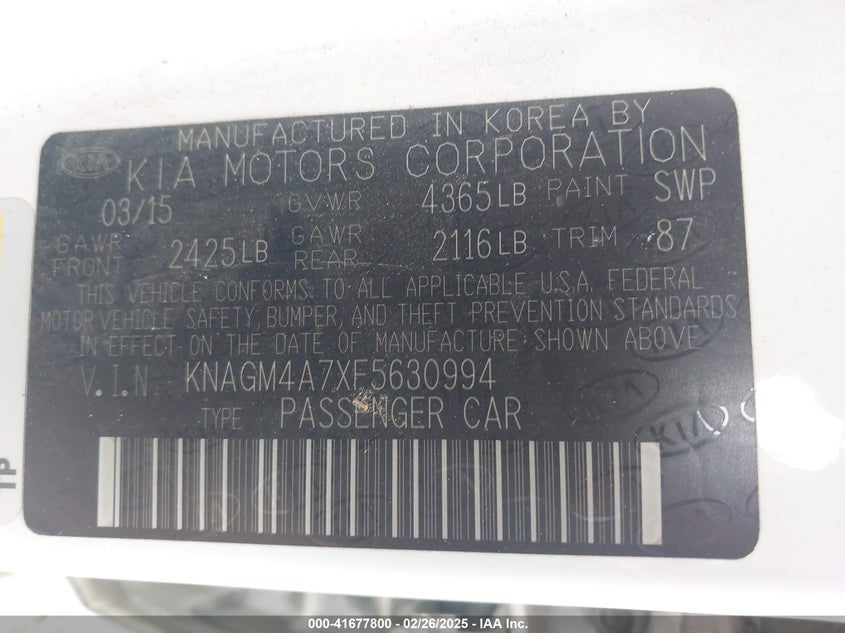 MANUFACTURED IN KOREA BY
KIA KIA MOTORS CORPORATION
03/15 GVWR 4365LB PAINT SWP
GAWR FRONT 2425LB GAWR REAR 2116LB TRIM 87
THIS VEHICLE CONFORMS TO ALL APPLICABLE U.S.A. FEDERAL
MOTOR VEHICLE SAFETY, BUMPER, AND THEFT PREVENTION STANDARDS
IN EFFECT ON THE DATE OF MANUFACTURE SHOWN ABOVE
V.I.N KNAGM4A7XF5630994
TYPE PASSENGER CAR
TP
000-41677800 / 02/26/2025 - IAA Inc.